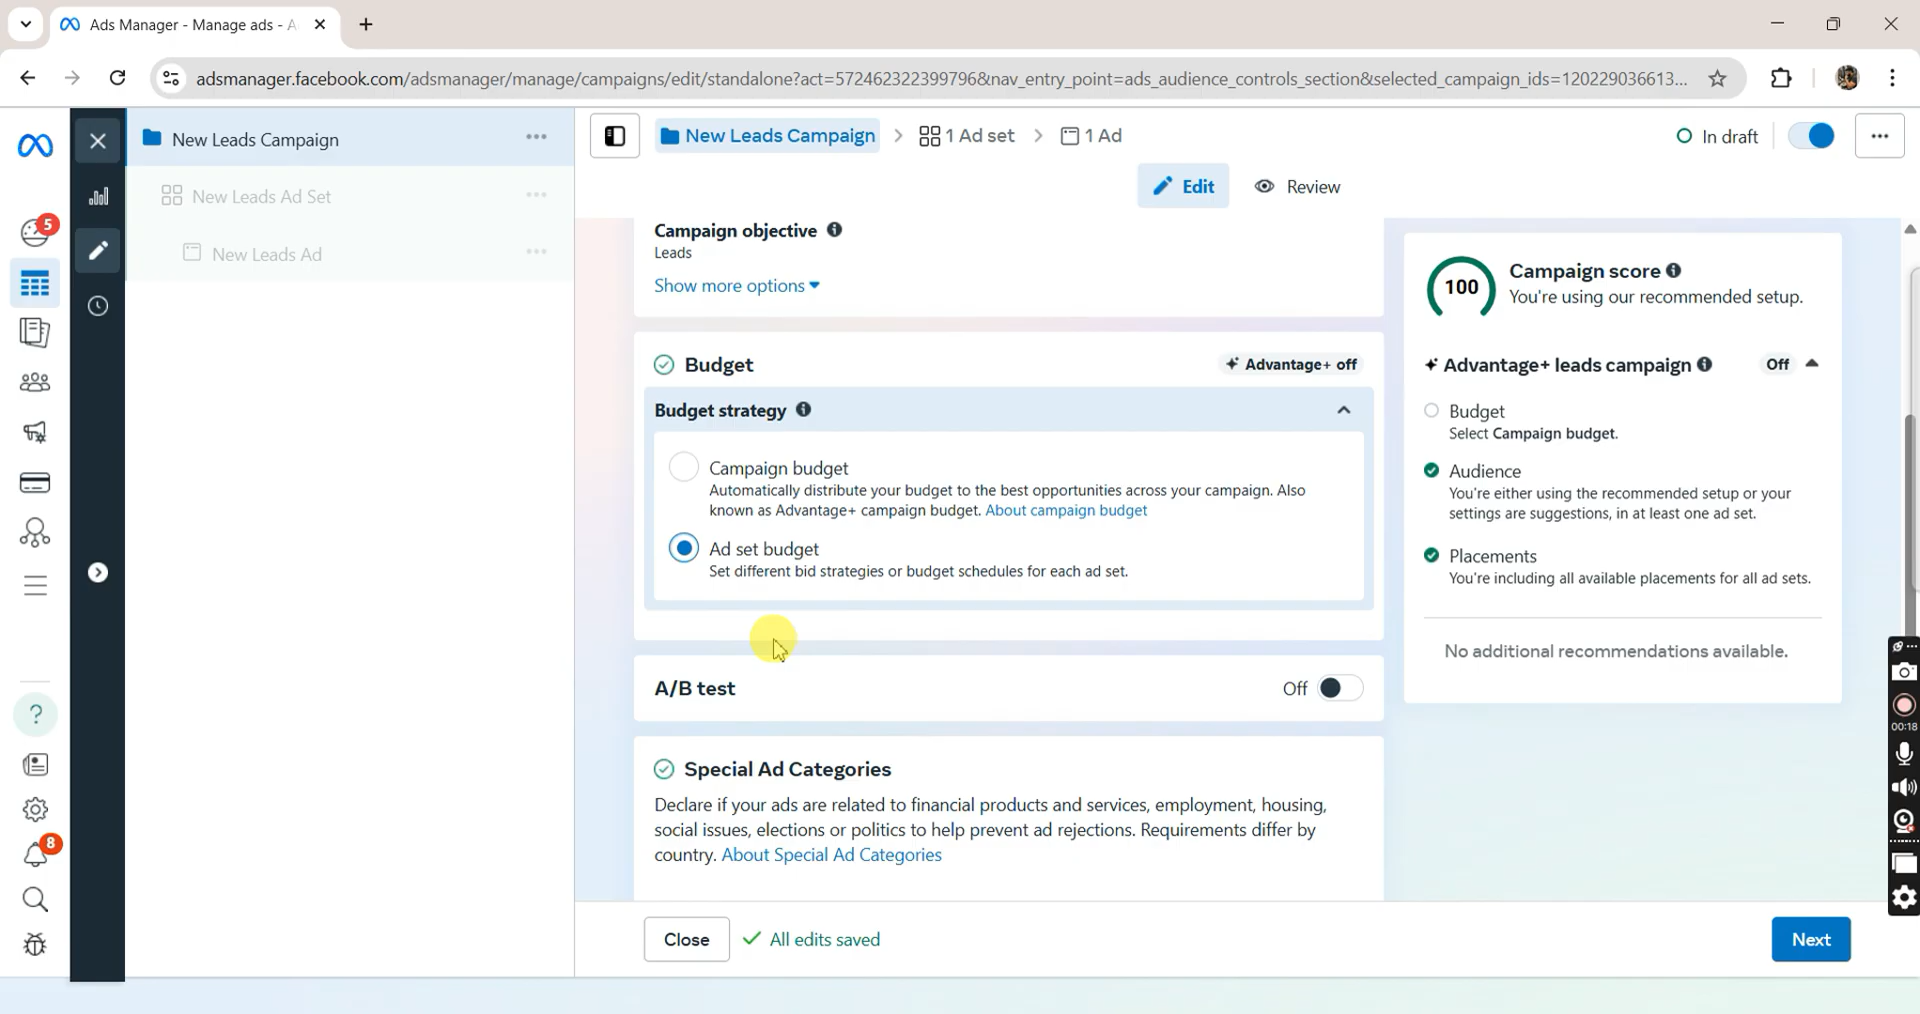 Ads Manager - Manage ads - A
adsmanager.facebook.com/adsmanager/manage/campaigns/edit/standalone?act=572462322399796&nav_entry_point=ads_audience_controls_section&selected_campaign_ids=120229036613...
5
8
?
New Leads Campaign
New Leads Ad Set
New Leads Ad
New Leads Campaign > 1 Ad set > 1 Ad
In draft
Edit
Review
Campaign objective
Leads
Show more options
Budget
Advantage+ off
Budget strategy
Campaign budget
Automatically distribute your budget to the best opportunities across your campaign. Also
known as Advantage+ campaign budget. About campaign budget
Ad set budget
Set different bid strategies or budget schedules for each ad set.
A/B test
Off
Special Ad Categories
Declare if your ads are related to financial products and services, employment, housing,
social issues, elections or politics to help prevent ad rejections. Requirements differ by
country. About Special Ad Categories
100
Campaign score
You're using our recommended setup.
Advantage+ leads campaign
Off
Budget
Select Campaign budget.
Audience
You're either using the recommended setup or your
settings are suggestions, in at least one ad set.
Placements
You're including all available placements for all ad sets.
No additional recommendations available.
00:18
Close
All edits saved
Next